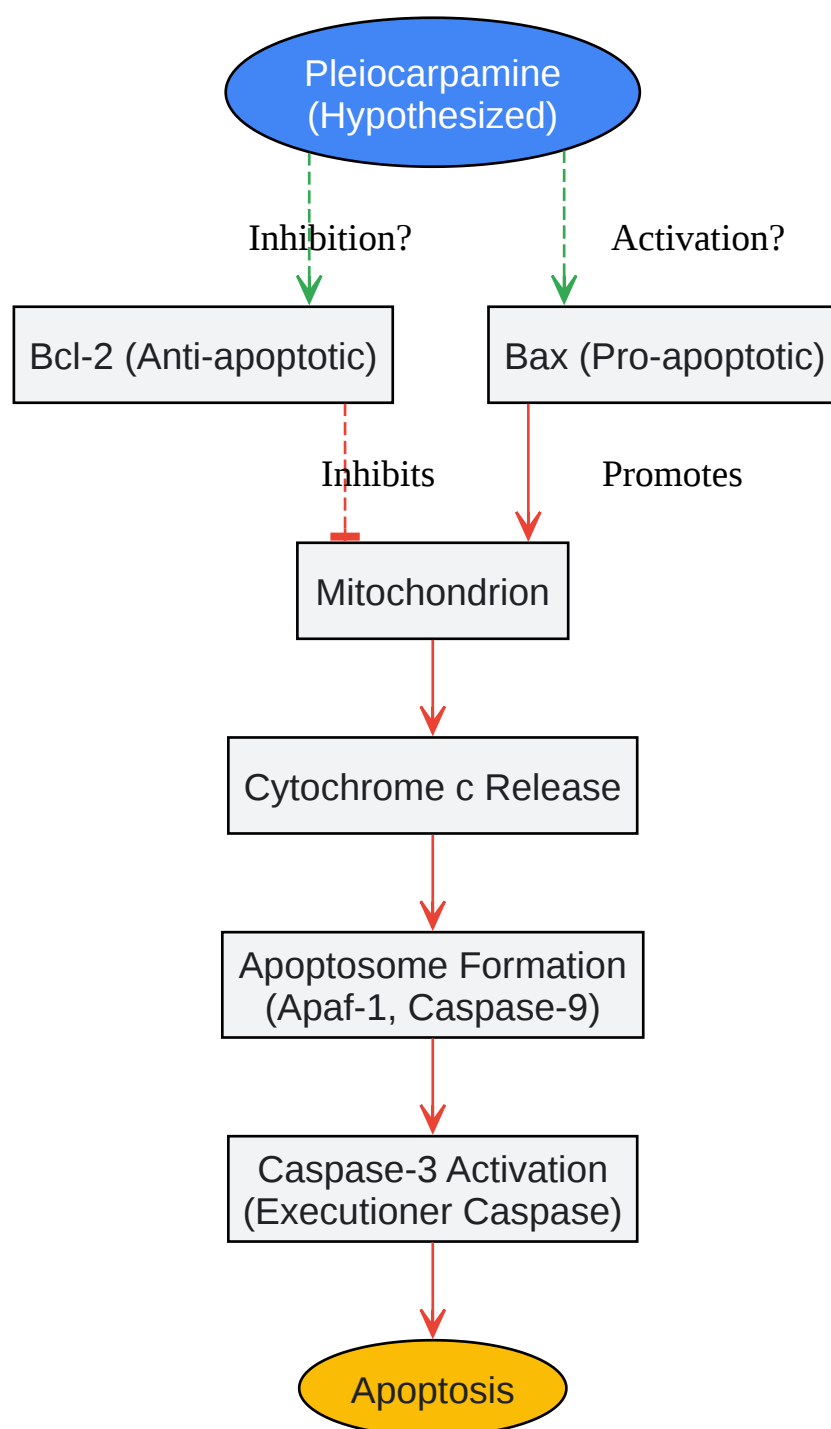 Pleiocarpamine
(Hypothesized)
Inhibition?
Activation?
Bcl-2 (Anti-apoptotic)
Bax (Pro-apoptotic)
Inhibits
Promotes
Mitochondrion
Cytochrome c Release
Apoptosome Formation
(Apaf-1, Caspase-9)
Caspase-3 Activation
(Executioner Caspase)
Apoptosis